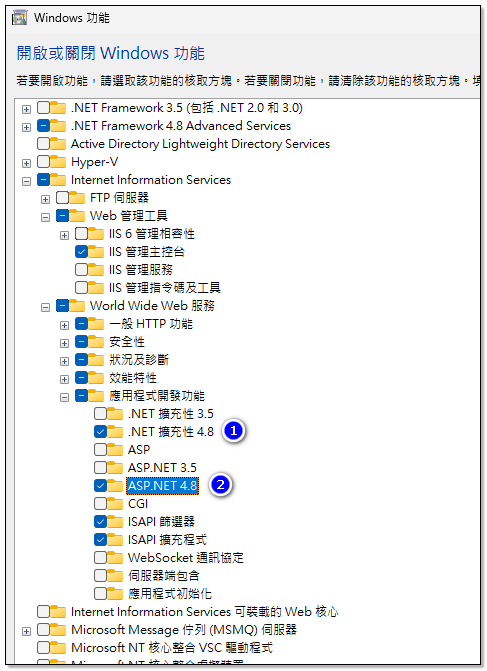 Windows 功能
開啟或關閉 Windows 功能
若要開啟功能，請選取該功能的核取方塊。若要關閉功能，請清除該功能的核取方塊。填
.NET Framework 3.5 (包括 .NET 2.0 和 3.0)
.NET Framework 4.8 Advanced Services
Active Directory Lightweight Directory Services
Hyper-V
Internet Information Services
FTP 伺服器
Web 管理工具
IIS 6 管理相容性
IIS 管理主控台
IIS 管理服務
IIS 管理指令碼及工具
World Wide Web 服務
一般 HTTP 功能
安全性
狀況及診斷
效能特性
應用程式開發功能
.NET 擴充性 3.5
.NET 擴充性 4.8 1
ASP
ASP.NET 3.5
ASP.NET 4.8 2
CGI
ISAPI 篩選器
ISAPI 擴充程式
WebSocket 通訊協定
伺服器端包含
應用程式初始化
Internet Information Services 可裝載的 Web 核心
Microsoft Message 佇列 (MSMQ) 伺服器
Microsoft NT 核心整合 VSC 驅動程式